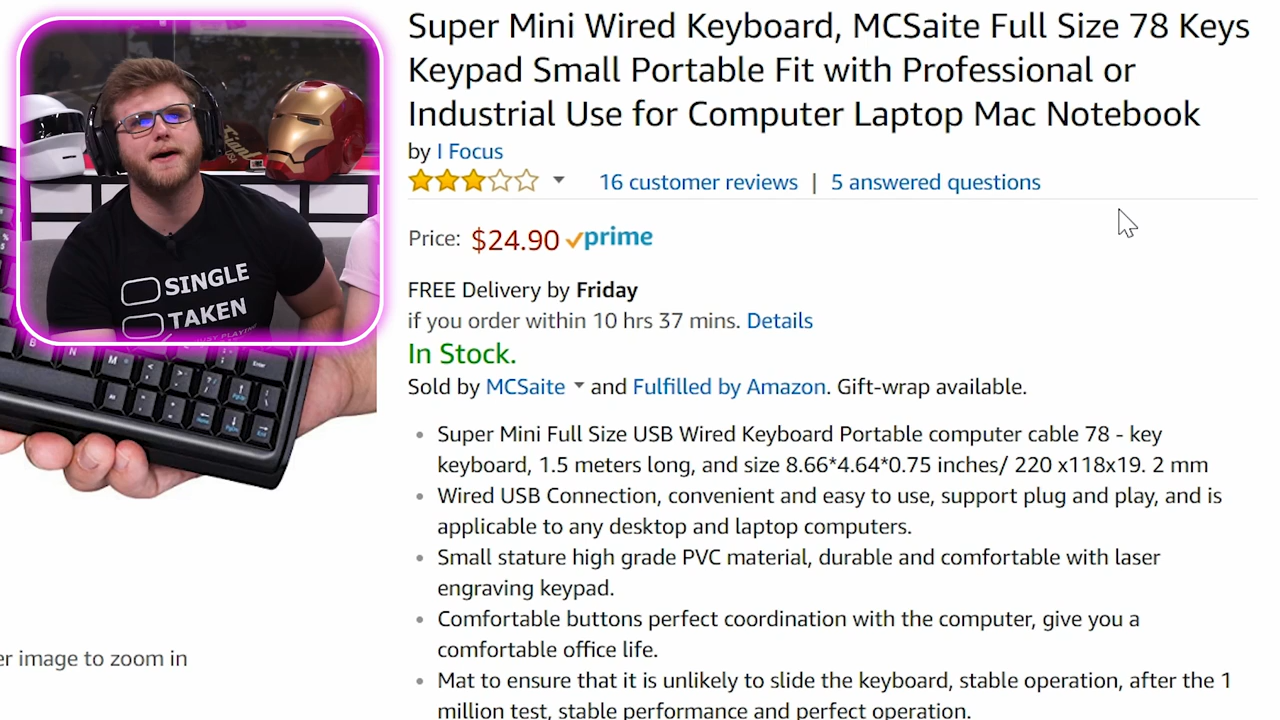 Super Mini Wired Keyboard, MCSaite Full Size 78 Keys
Keypad Small Portable Fit with Professional or
Industrial Use for Computer Laptop Mac Notebook
by I Focus
16 customer reviews | 5 answered questions
Price: $24.90 prime
FREE Delivery by Friday
if you order within 10 hrs 37 mins. Details
In Stock.
Sold by MCSaite and Fulfilled by Amazon. Gift-wrap available.
Super Mini Full Size USB Wired Keyboard Portable computer cable 78 - key
keyboard, 1.5 meters long, and size 8.66*4.64*0.75 inches/ 220 x118x19. 2 mm
Wired USB Connection, convenient and easy to use, support plug and play, and is
applicable to any desktop and laptop computers.
Small stature high grade PVC material, durable and comfortable with laser
engraving keypad.
Comfortable buttons perfect coordination with the computer, give you a
comfortable office life.
Mat to ensure that it is unlikely to slide the keyboard, stable operation, after the 1
million test, stable performance and perfect operation.
SINGLE
TAKEN
B
N
M
er image to zoom in